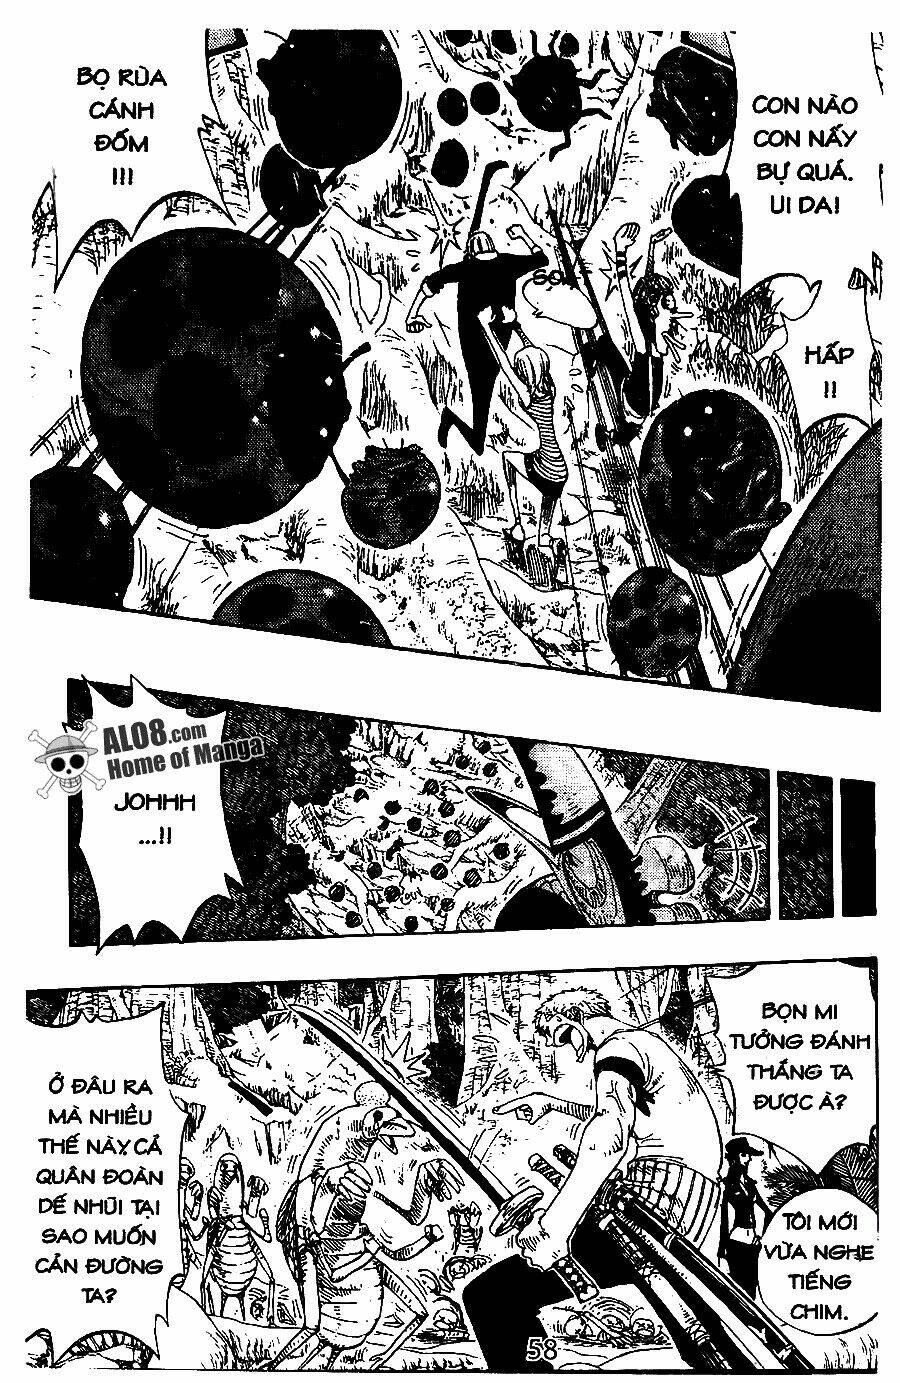 CON NÀO
CON NẤY
BỰ QUÁ.
UI DA!
BỌ RÙA
CÁNH
ĐỐM
!!!
HẤP
!!
JOHHH
...!!
AL08.com
Home of Manga
BỌN MI
TƯỞNG ĐÁNH
THẮNG TA
ĐƯỢC À?
TÔI MỚI
VỪA NGHE
TIẾNG
CHIM.
Ở ĐÂU RA
MÀ NHIỀU
THẾ NÀY. CẢ
QUÂN ĐOÀN
DẾ NHŨI TẠI
SAO MUỐN
CẢN ĐƯỜNG
TA?
58